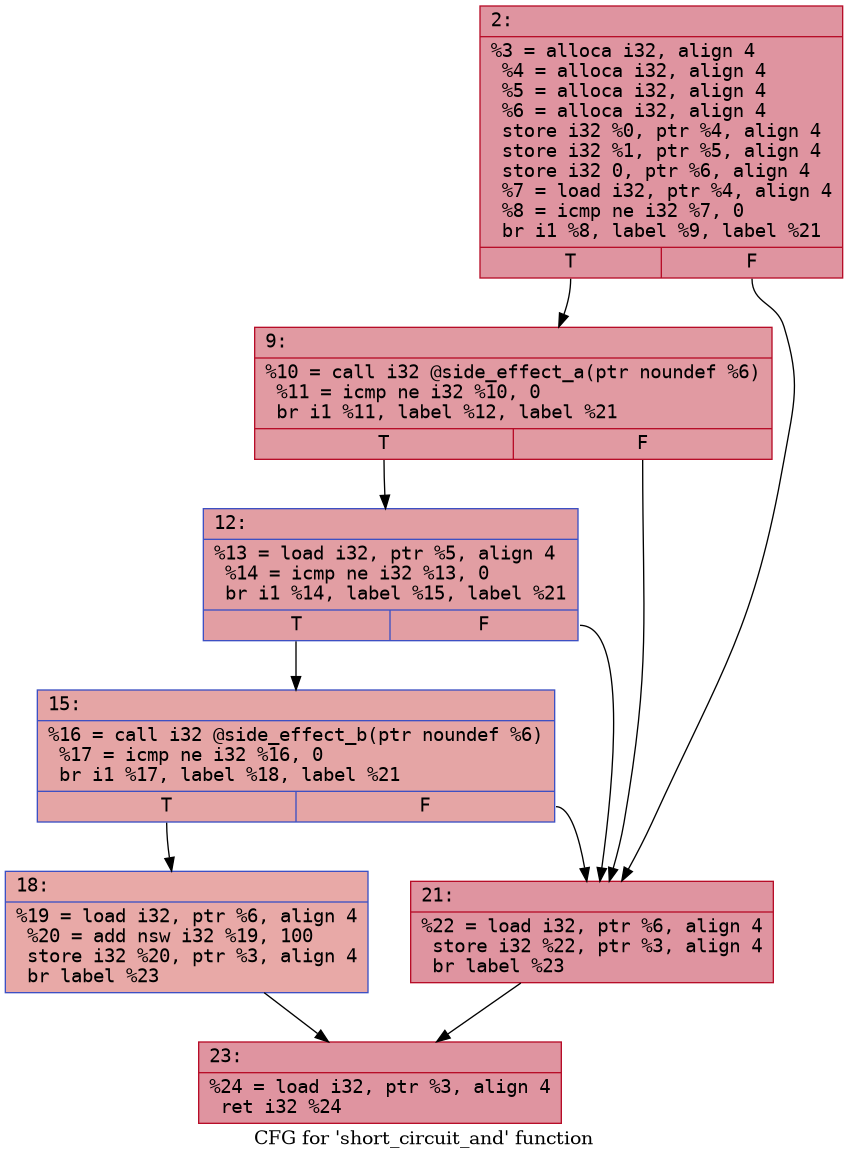 2:
%3 = alloca i32, align 4
%4 = alloca i32, align 4
%5 = alloca i32, align 4
%6 = alloca i32, align 4
store i32 %0, ptr %4, align 4
store i32 %1, ptr %5, align 4
store i32 0, ptr %6, align 4
%7 = load i32, ptr %4, align 4
%8 = icmp ne i32 %7, 0
br i1 %8, label %9, label %21
T F
9:
%10 = call i32 @side_effect_a(ptr noundef %6)
%11 = icmp ne i32 %10, 0
br i1 %11, label %12, label %21
T F
12:
%13 = load i32, ptr %5, align 4
%14 = icmp ne i32 %13, 0
br i1 %14, label %15, label %21
T F
15:
%16 = call i32 @side_effect_b(ptr noundef %6)
%17 = icmp ne i32 %16, 0
br i1 %17, label %18, label %21
T F
18:
%19 = load i32, ptr %6, align 4
%20 = add nsw i32 %19, 100
store i32 %20, ptr %3, align 4
br label %23
21:
%22 = load i32, ptr %6, align 4
store i32 %22, ptr %3, align 4
br label %23
23:
%24 = load i32, ptr %3, align 4
ret i32 %24
CFG for 'short_circuit_and' function